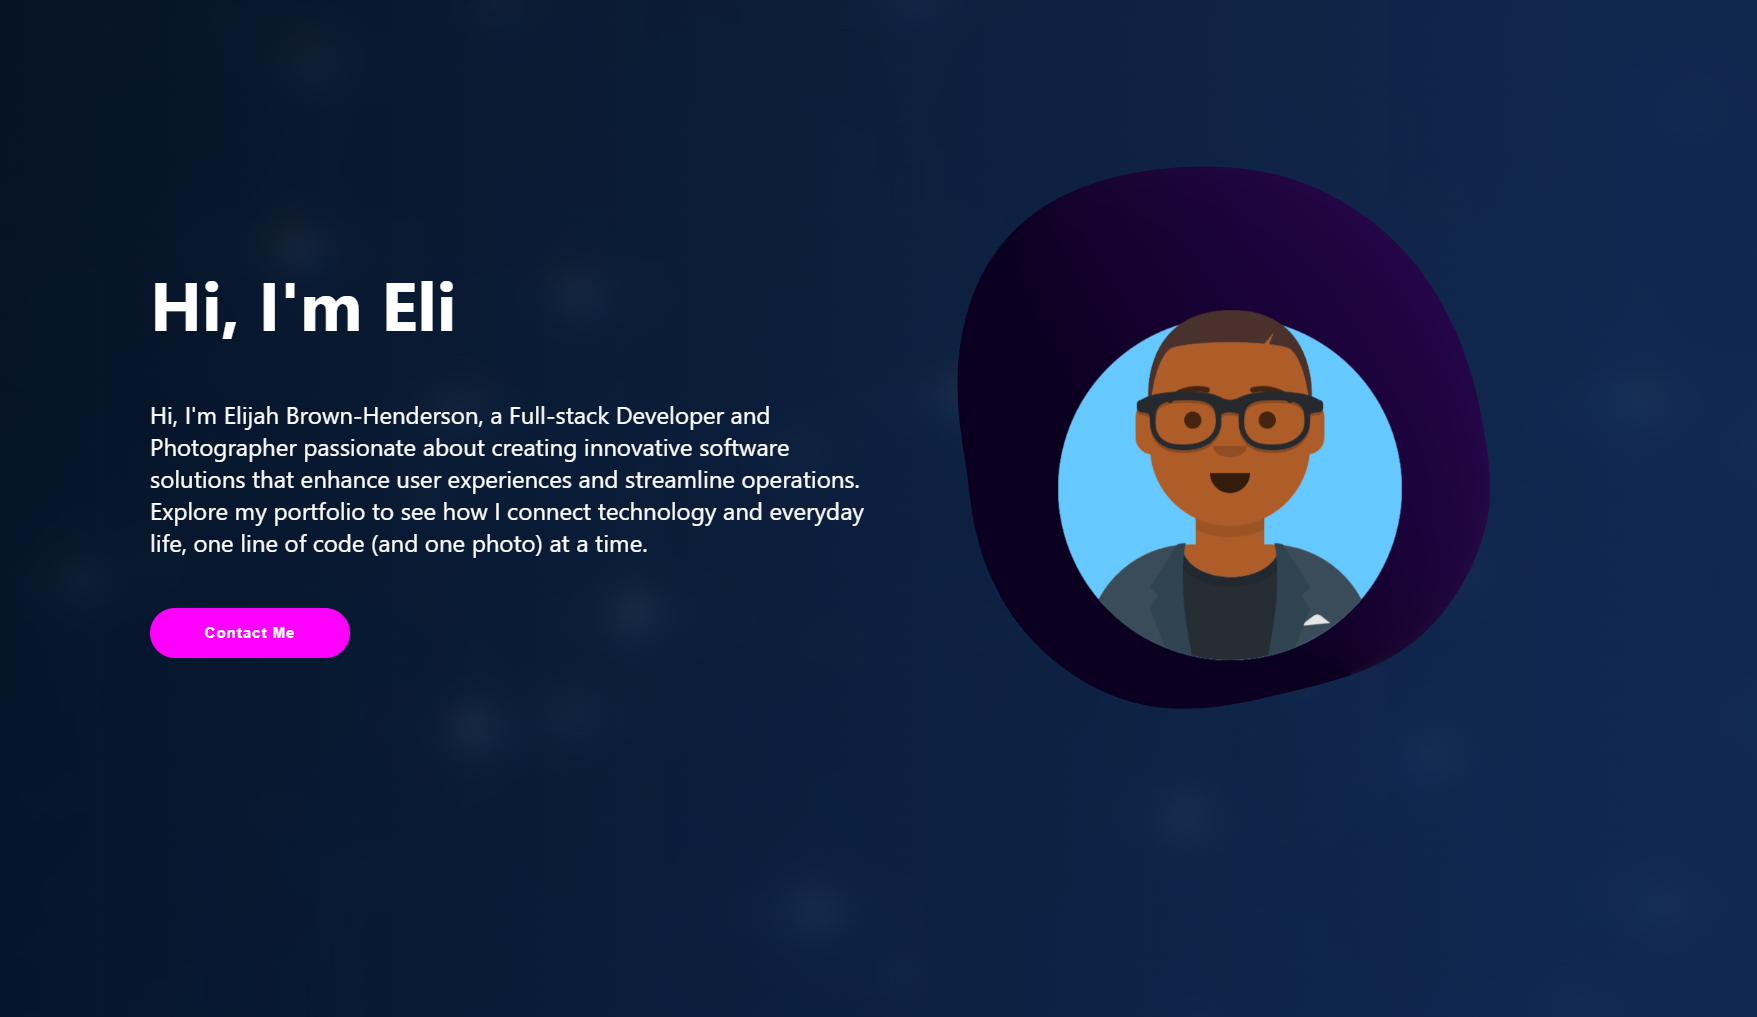 Hi, I'm Eli
Hi, I'm Elijah Brown-Henderson, a Full-stack Developer and
Photographer passionate about creating innovative software
solutions that enhance user experiences and streamline operations.
Explore my portfolio to see how I connect technology and everyday
life, one line of code (and one photo) at a time.
Contact Me